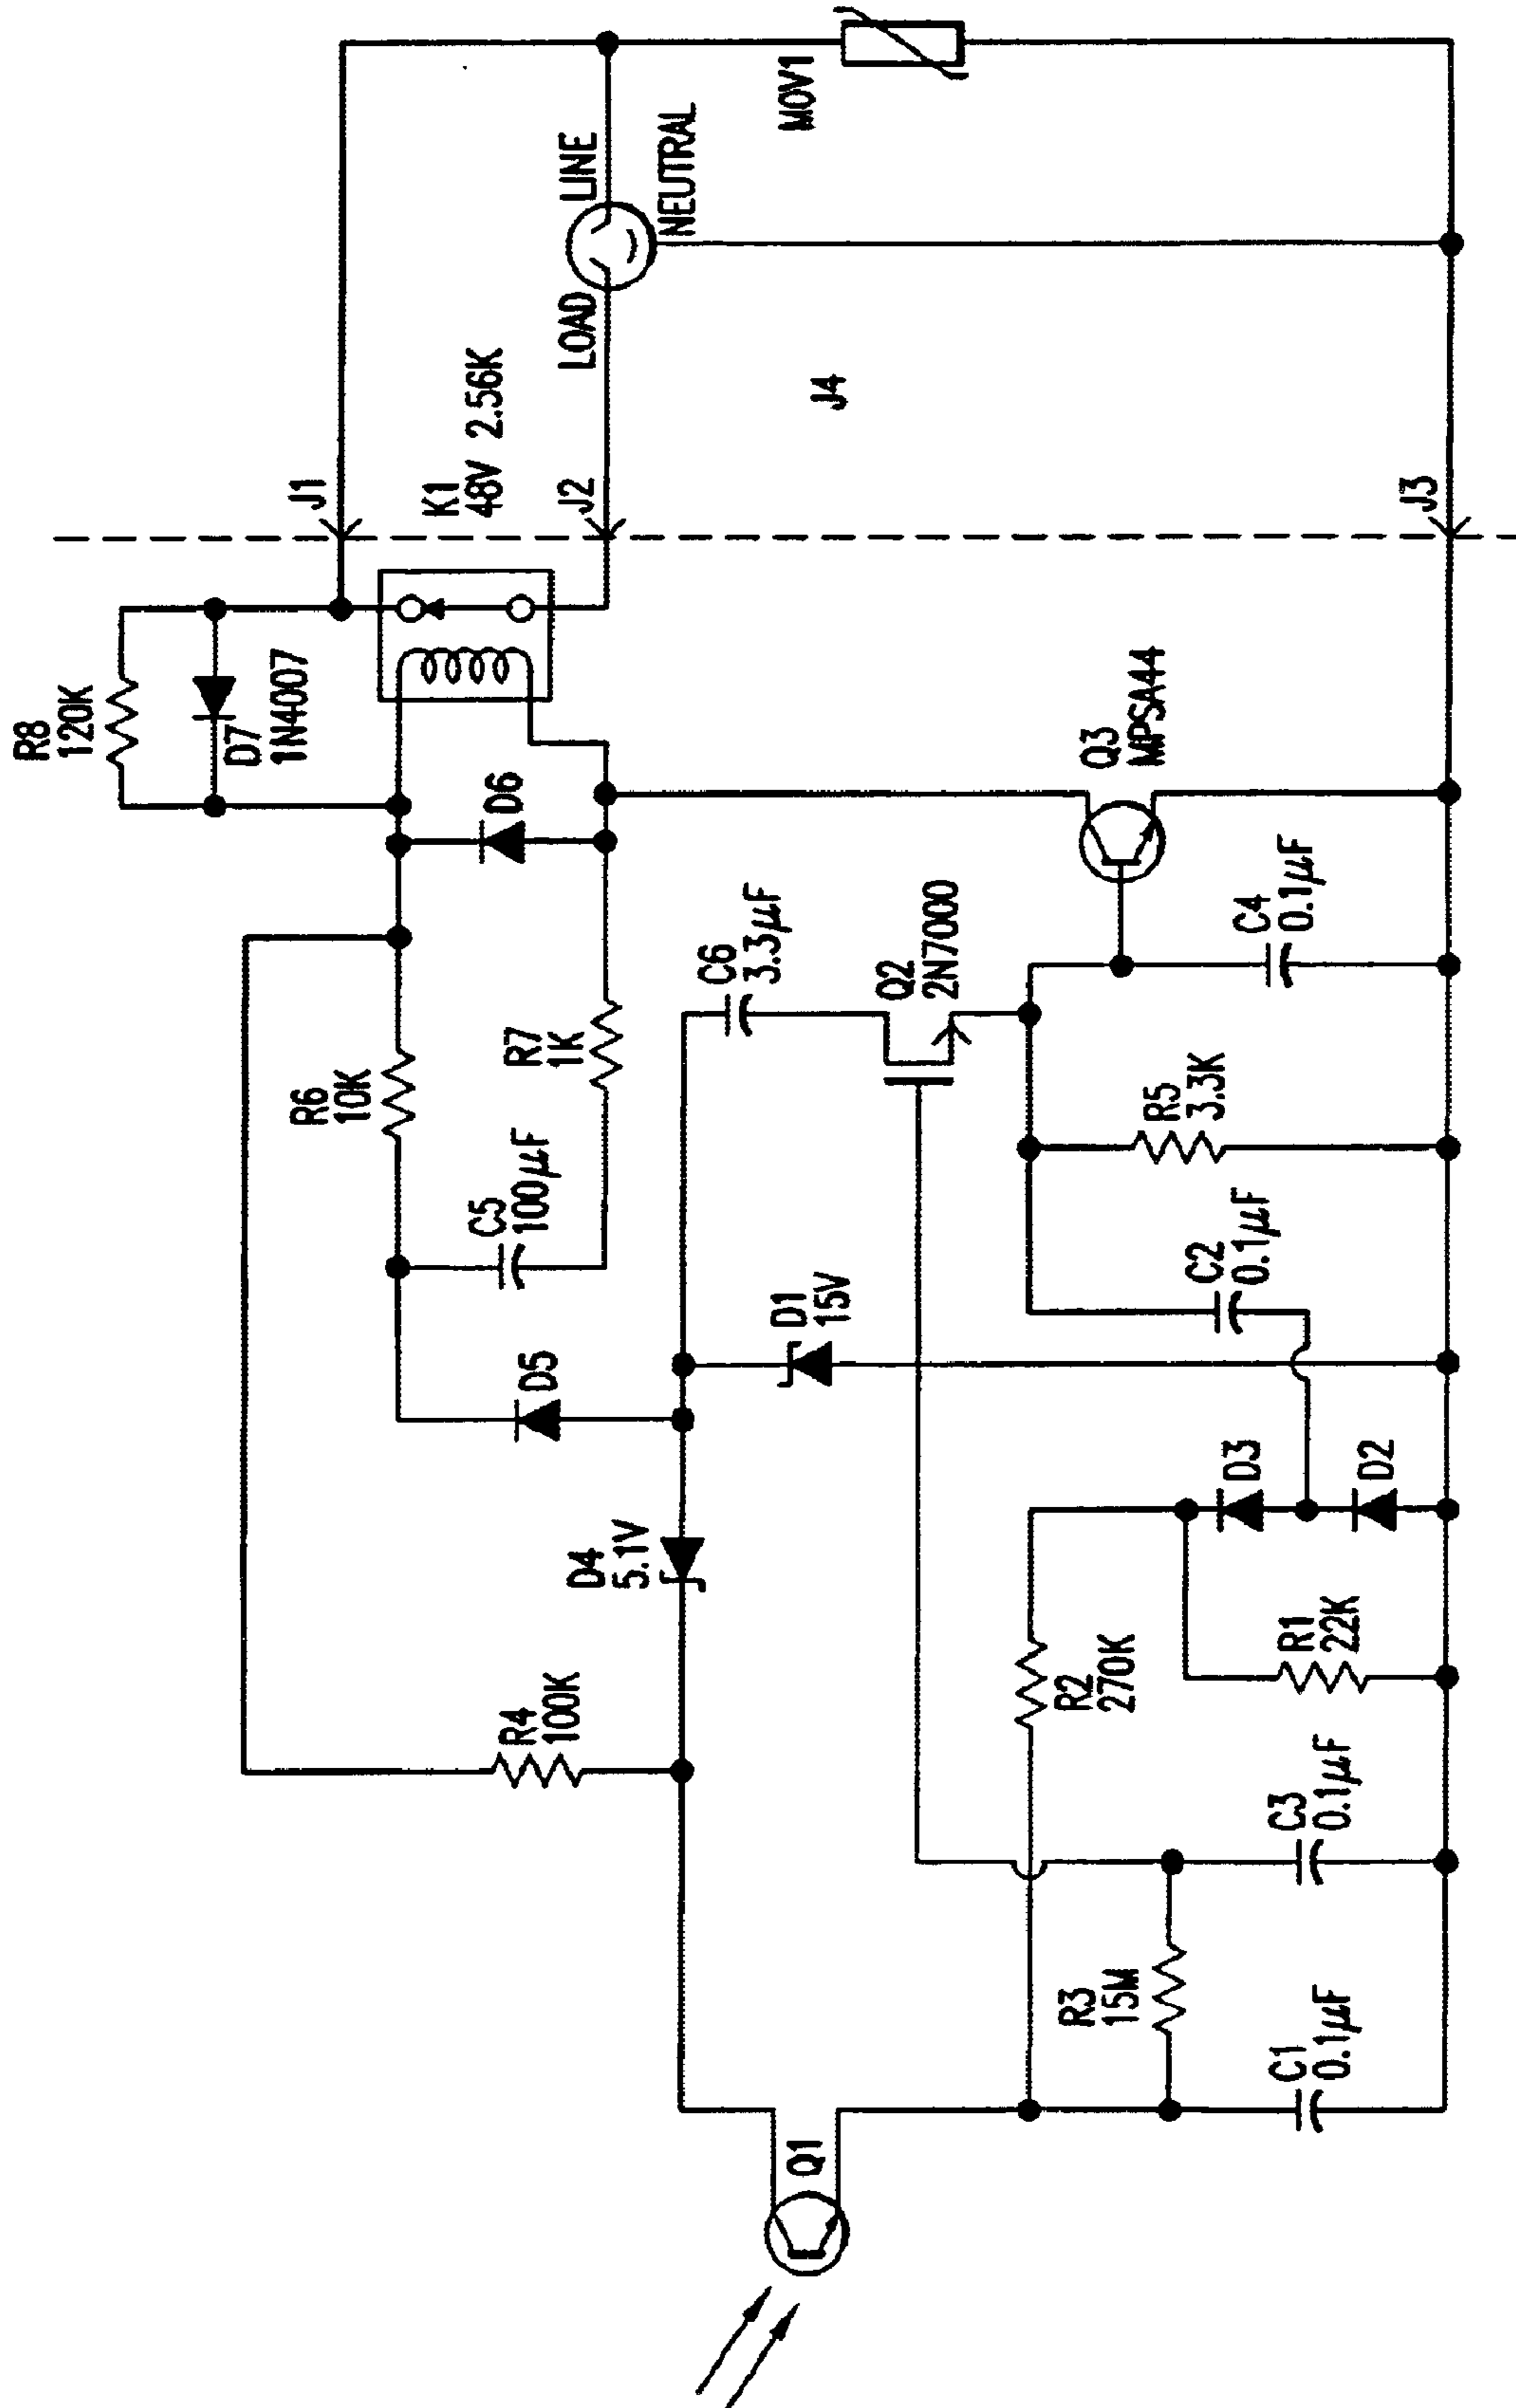 R8
120K
D7
1N4007
J1
K1
48V 2.56K
LINE
LOAD
NEUTRAL
J2
MOV1
J4
J3
D6
R6
10K
R7
1K
C5
100μF
D5
C6
3.3μF
Q2
2N7000
Q3
MPSA44
C4
0.1μF
R5
3.3K
C2
0.1μF
D1
15V
D4
5.1V
D3
D2
R4
100K
R2
270K
R1
22K
C3
0.1μF
R3
15M
C1
0.1μF
Q1